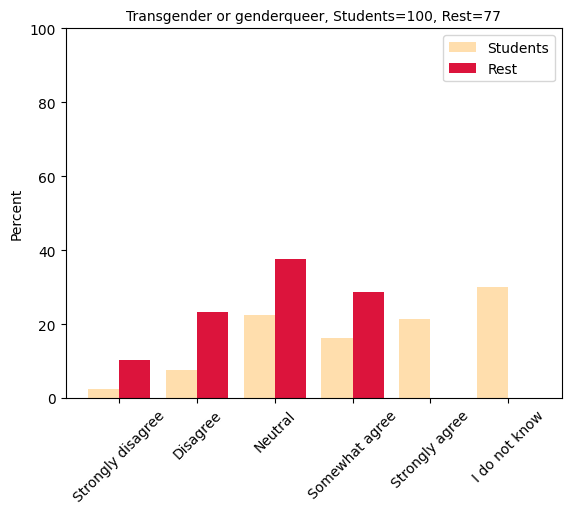 Transgender or genderqueer, Students=100, Rest=77
Students
Rest
Percent
100
80
60
40
20
0
Strongly disagree
Disagree
Neutral
Somewhat agree
Strongly agree
I do not know